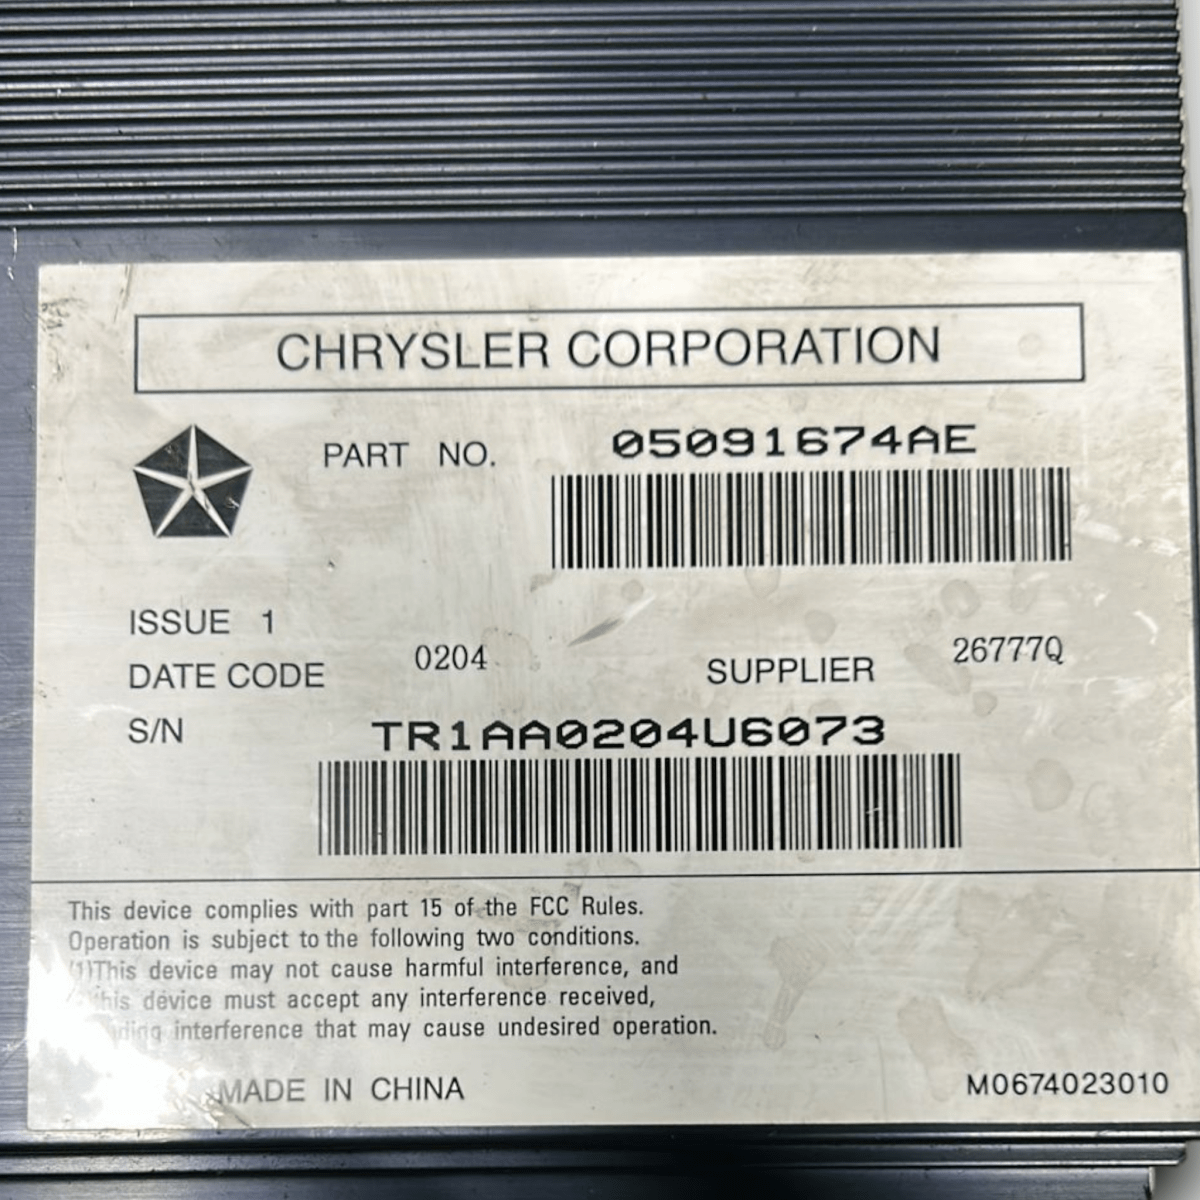 CHRYSLER CORPORATION
PART NO. 05091674AE
ISSUE 1
DATE CODE 0204 SUPPLIER 26777Q
S/N TR1AA0204U6073
This device complies with part 15 of the FCC Rules.
Operation is subject to the following two conditions.
(1)This device may not cause harmful interference, and
this device must accept any interference received,
interference that may cause undesired operation.
MADE IN CHINA
M0674023010